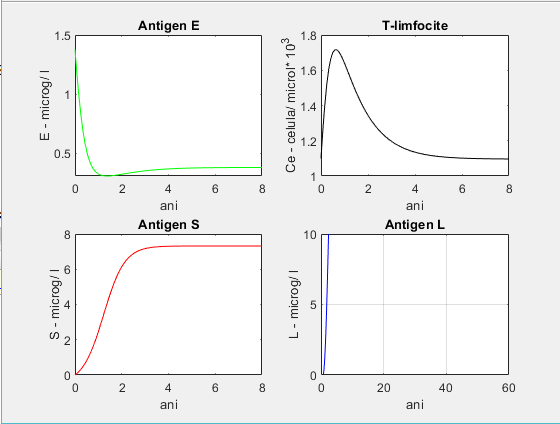 Antigen E
E - microg/ l
1.5
1
0.5
0 2 4 6 8
ani
T-limfocite
Ce - celula/ microl* 10^3
1.8
1.6
1.4
1.2
1
0 2 4 6 8
ani
Antigen S
S - microg/ l
8
6
4
2
0
0 2 4 6 8
ani
Antigen L
L - microg/ l
10
5
0
0 20 40 60
ani